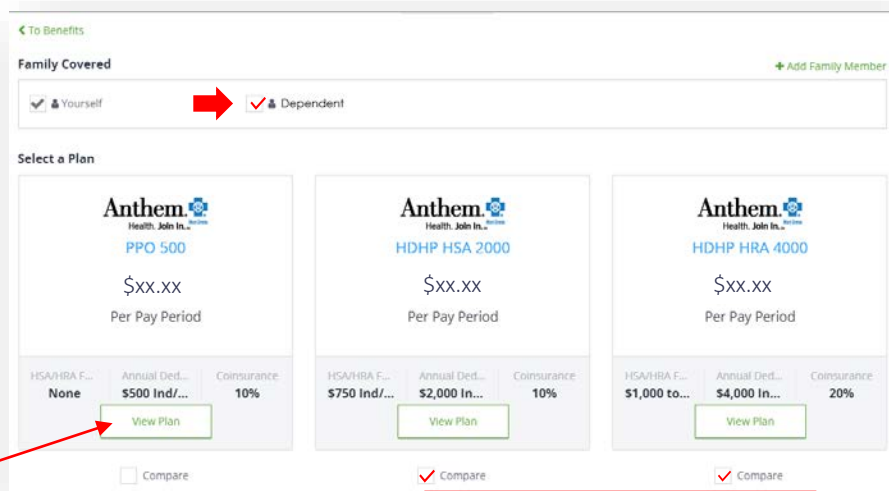 To Benefits
Family Covered
+ Add Family Member
Yourself
Dependent
Select a Plan
Anthem.
Health. Join In.
PPO 500
$xx.xx
Per Pay Period
HSA/HRA F... Annual Ded... Coinsurance
None $500 Ind/... 10%
View Plan
Compare
Anthem.
Health. Join In.
HDHP HSA 2000
$xx.xx
Per Pay Period
HSA/HRA F... Annual Ded... Coinsurance
$750 Ind/... $2,000 In... 10%
View Plan
Compare
Anthem.
Health. Join In.
HDHP HRA 4000
$xx.xx
Per Pay Period
HSA/HRA F... Annual Ded... Coinsurance
$1,000 to... $4,000 In... 20%
View Plan
Compare